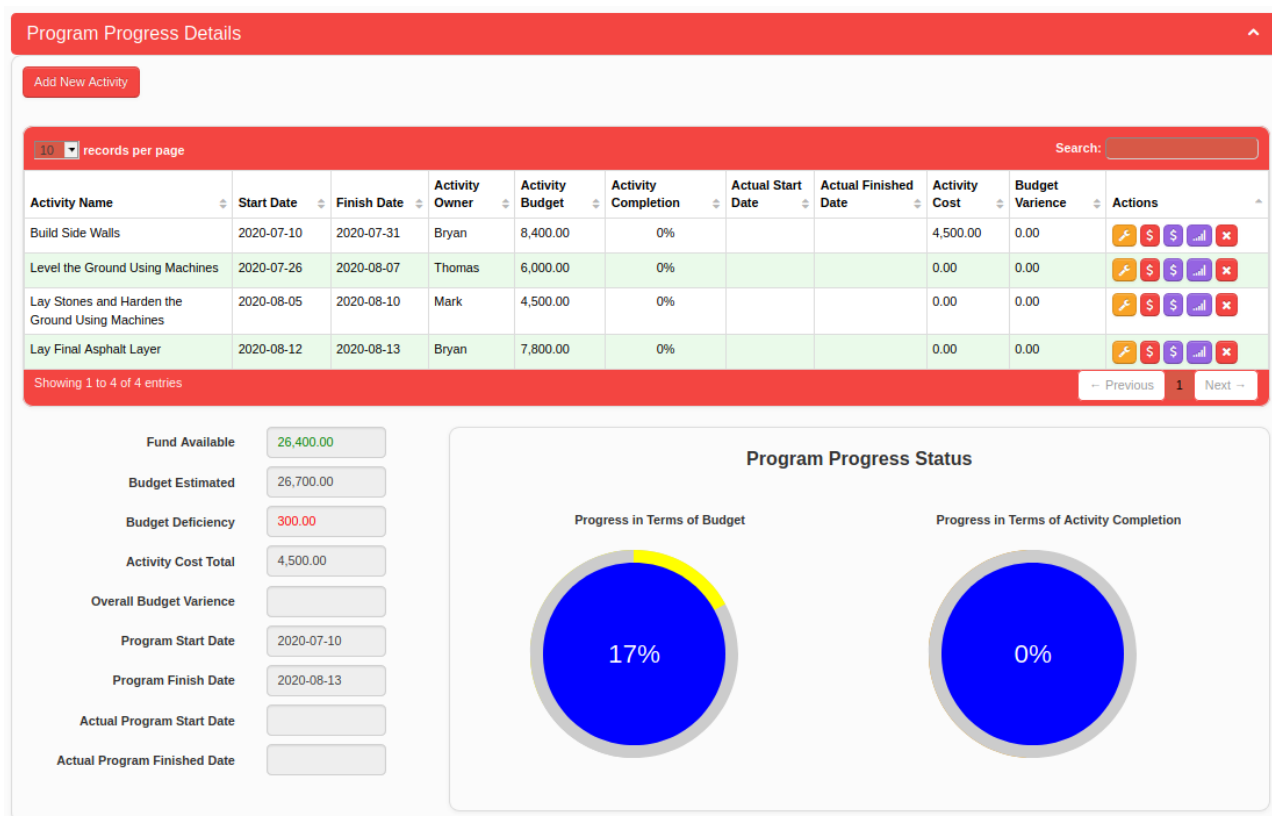 Program Progress Details
Add New Activity
10 records per page Search:
Activity Name Start Date Finish Date Activity Owner Activity Budget Activity Completion Actual Start Date Actual Finished Date Activity Cost Budget Varience Actions
Build Side Walls 2020-07-10 2020-07-31 Bryan 8,400.00 0% 4,500.00 0.00 $ $
Level the Ground Using Machines 2020-07-26 2020-08-07 Thomas 6,000.00 0% 0.00 0.00 $ $
Lay Stones and Harden the 2020-08-05 2020-08-10 Mark 4,500.00 0% 0.00 0.00 $ $
Ground Using Machines
Lay Final Asphalt Layer 2020-08-12 2020-08-13 Bryan 7,800.00 0% 0.00 0.00 $ $
Showing 1 to 4 of 4 entries ← Previous 1 Next →
Fund Available 26,400.00
Budget Estimated 26,700.00
Budget Deficiency 300.00
Activity Cost Total 4,500.00
Overall Budget Varience
Program Start Date 2020-07-10
Program Finish Date 2020-08-13
Actual Program Start Date
Actual Program Finished Date
Program Progress Status
Progress in Terms of Budget Progress in Terms of Activity Completion
17% 0%